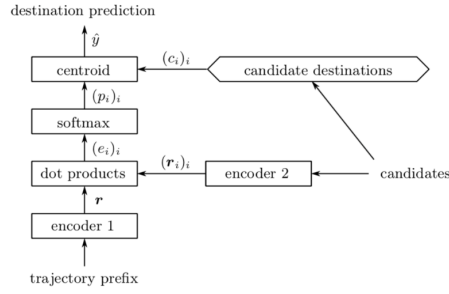 destination prediction
ŷ
centroid
(cᵢ)ᵢ
candidate destinations
(pᵢ)ᵢ
softmax
(eᵢ)ᵢ
dot products
(rᵢ)ᵢ
encoder 2
candidates
r
encoder 1
trajectory prefix